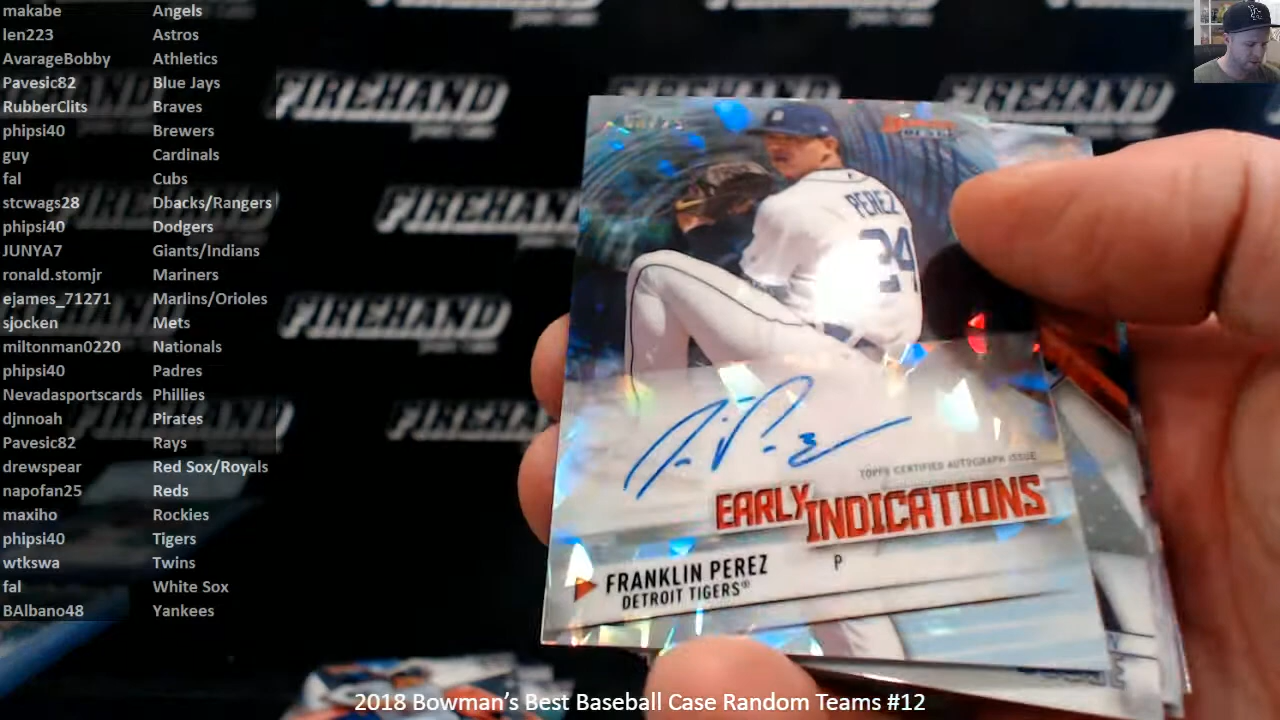 makabe Angels
len223 Astros
AvarageBobby Athletics
Pavesic82 Blue Jays
RubberClits Braves
phipsi40 Brewers
guy Cardinals
fal Cubs
stcwags28 Dbacks/Rangers
phipsi40 Dodgers
JUNYA7 Giants/Indians
ronald.stomjr Mariners
ejames_71271 Marlins/Orioles
sjocken Mets
miltonman0220 Nationals
phipsi40 Padres
Nevadasportscards Phillies
djnnoah Pirates
Pavesic82 Rays
drewspear Red Sox/Royals
napofan25 Reds
maxiho Rockies
phipsi40 Tigers
wtkswa Twins
fal White Sox
BAlbano48 Yankees
FIREHAND
FIREHAND
FIREHAND
FIREHAND
PEREZ
24
TOPPS CERTIFIED AUTOGRAPH ISSUE
EARLY INDICATIONS
FRANKLIN PEREZ P
DETROIT TIGERS®
2018 Bowman's Best Baseball Case Random Teams #12